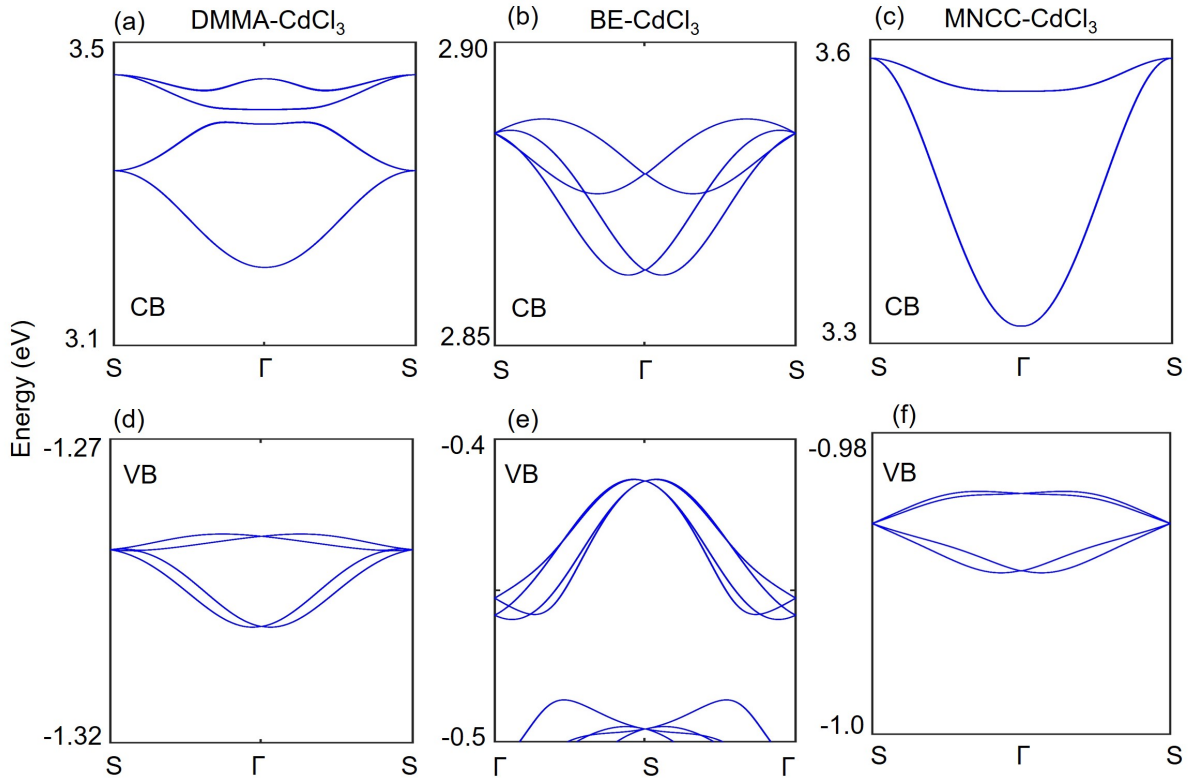 (a) DMMA-CdCl₃
(b) BE-CdCl₃
(c) MNCC-CdCl₃
3.5
2.90
3.6
CB
CB
CB
3.1
2.85
3.3
S Γ S
S Γ S
S Γ S
Energy (eV)
(d)
(e)
(f)
-1.27
-0.4
-0.98
VB
VB
VB
-1.32
-0.5
-1.0
S Γ S
Γ S Γ
S Γ S